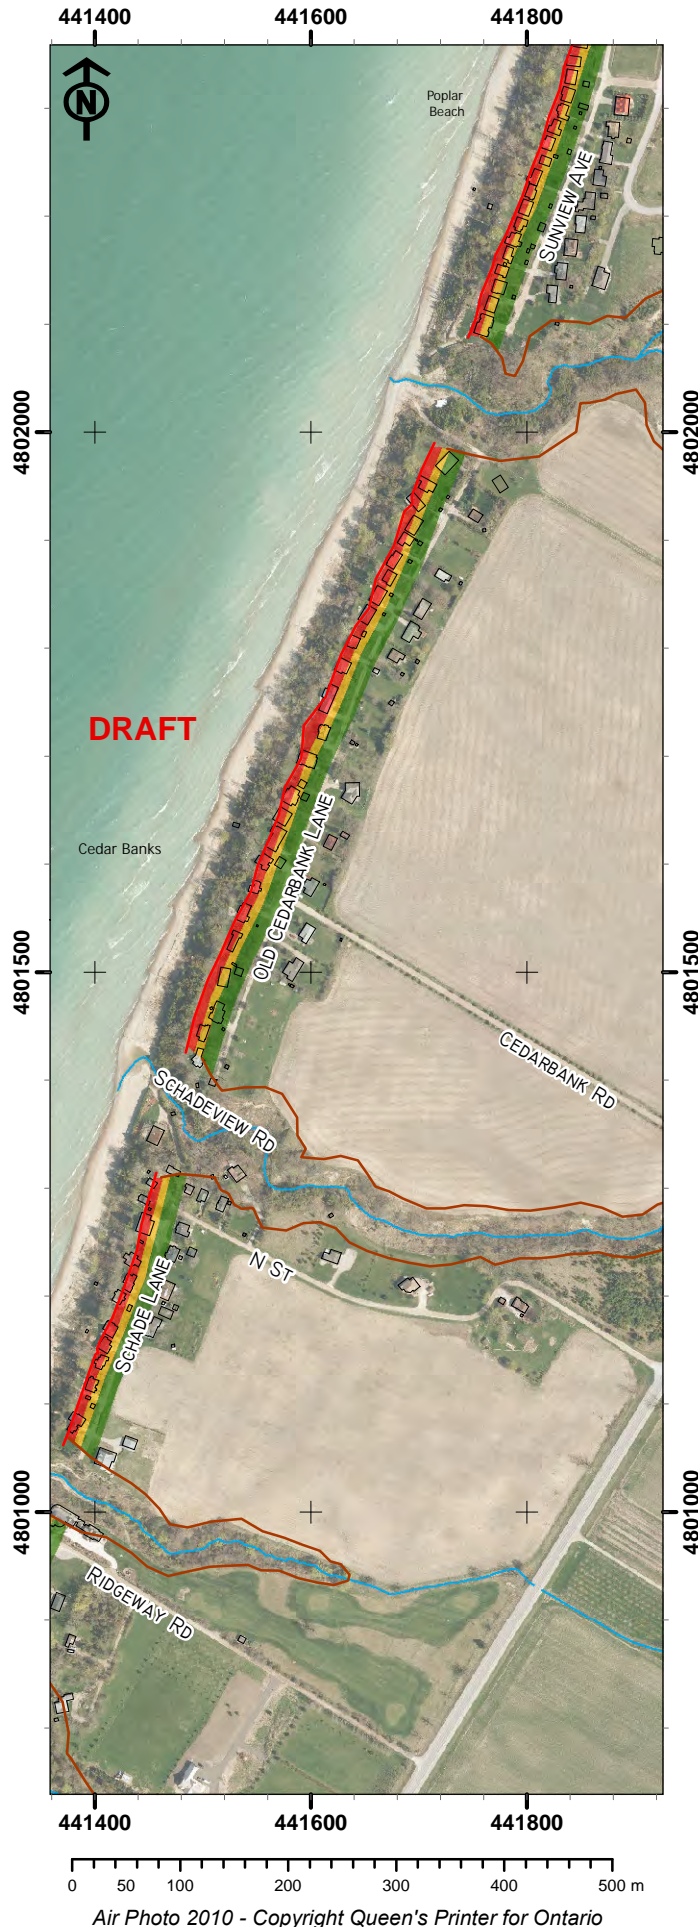 441400 441600 441800
N
Poplar
Beach
SUNVIEW AVE
4802000 4802000
DRAFT
Cedar Banks
OLD CEDARBANK LANE
4801500 4801500
CEDARBANK RD
SCHADEVIEW RD
N ST
SCHADE LANE
4801000 4801000
RIDGEWAY RD
441400 441600 441800
0 50 100 200 300 400 500 m
Air Photo 2010 - Copyright Queen's Printer for Ontario